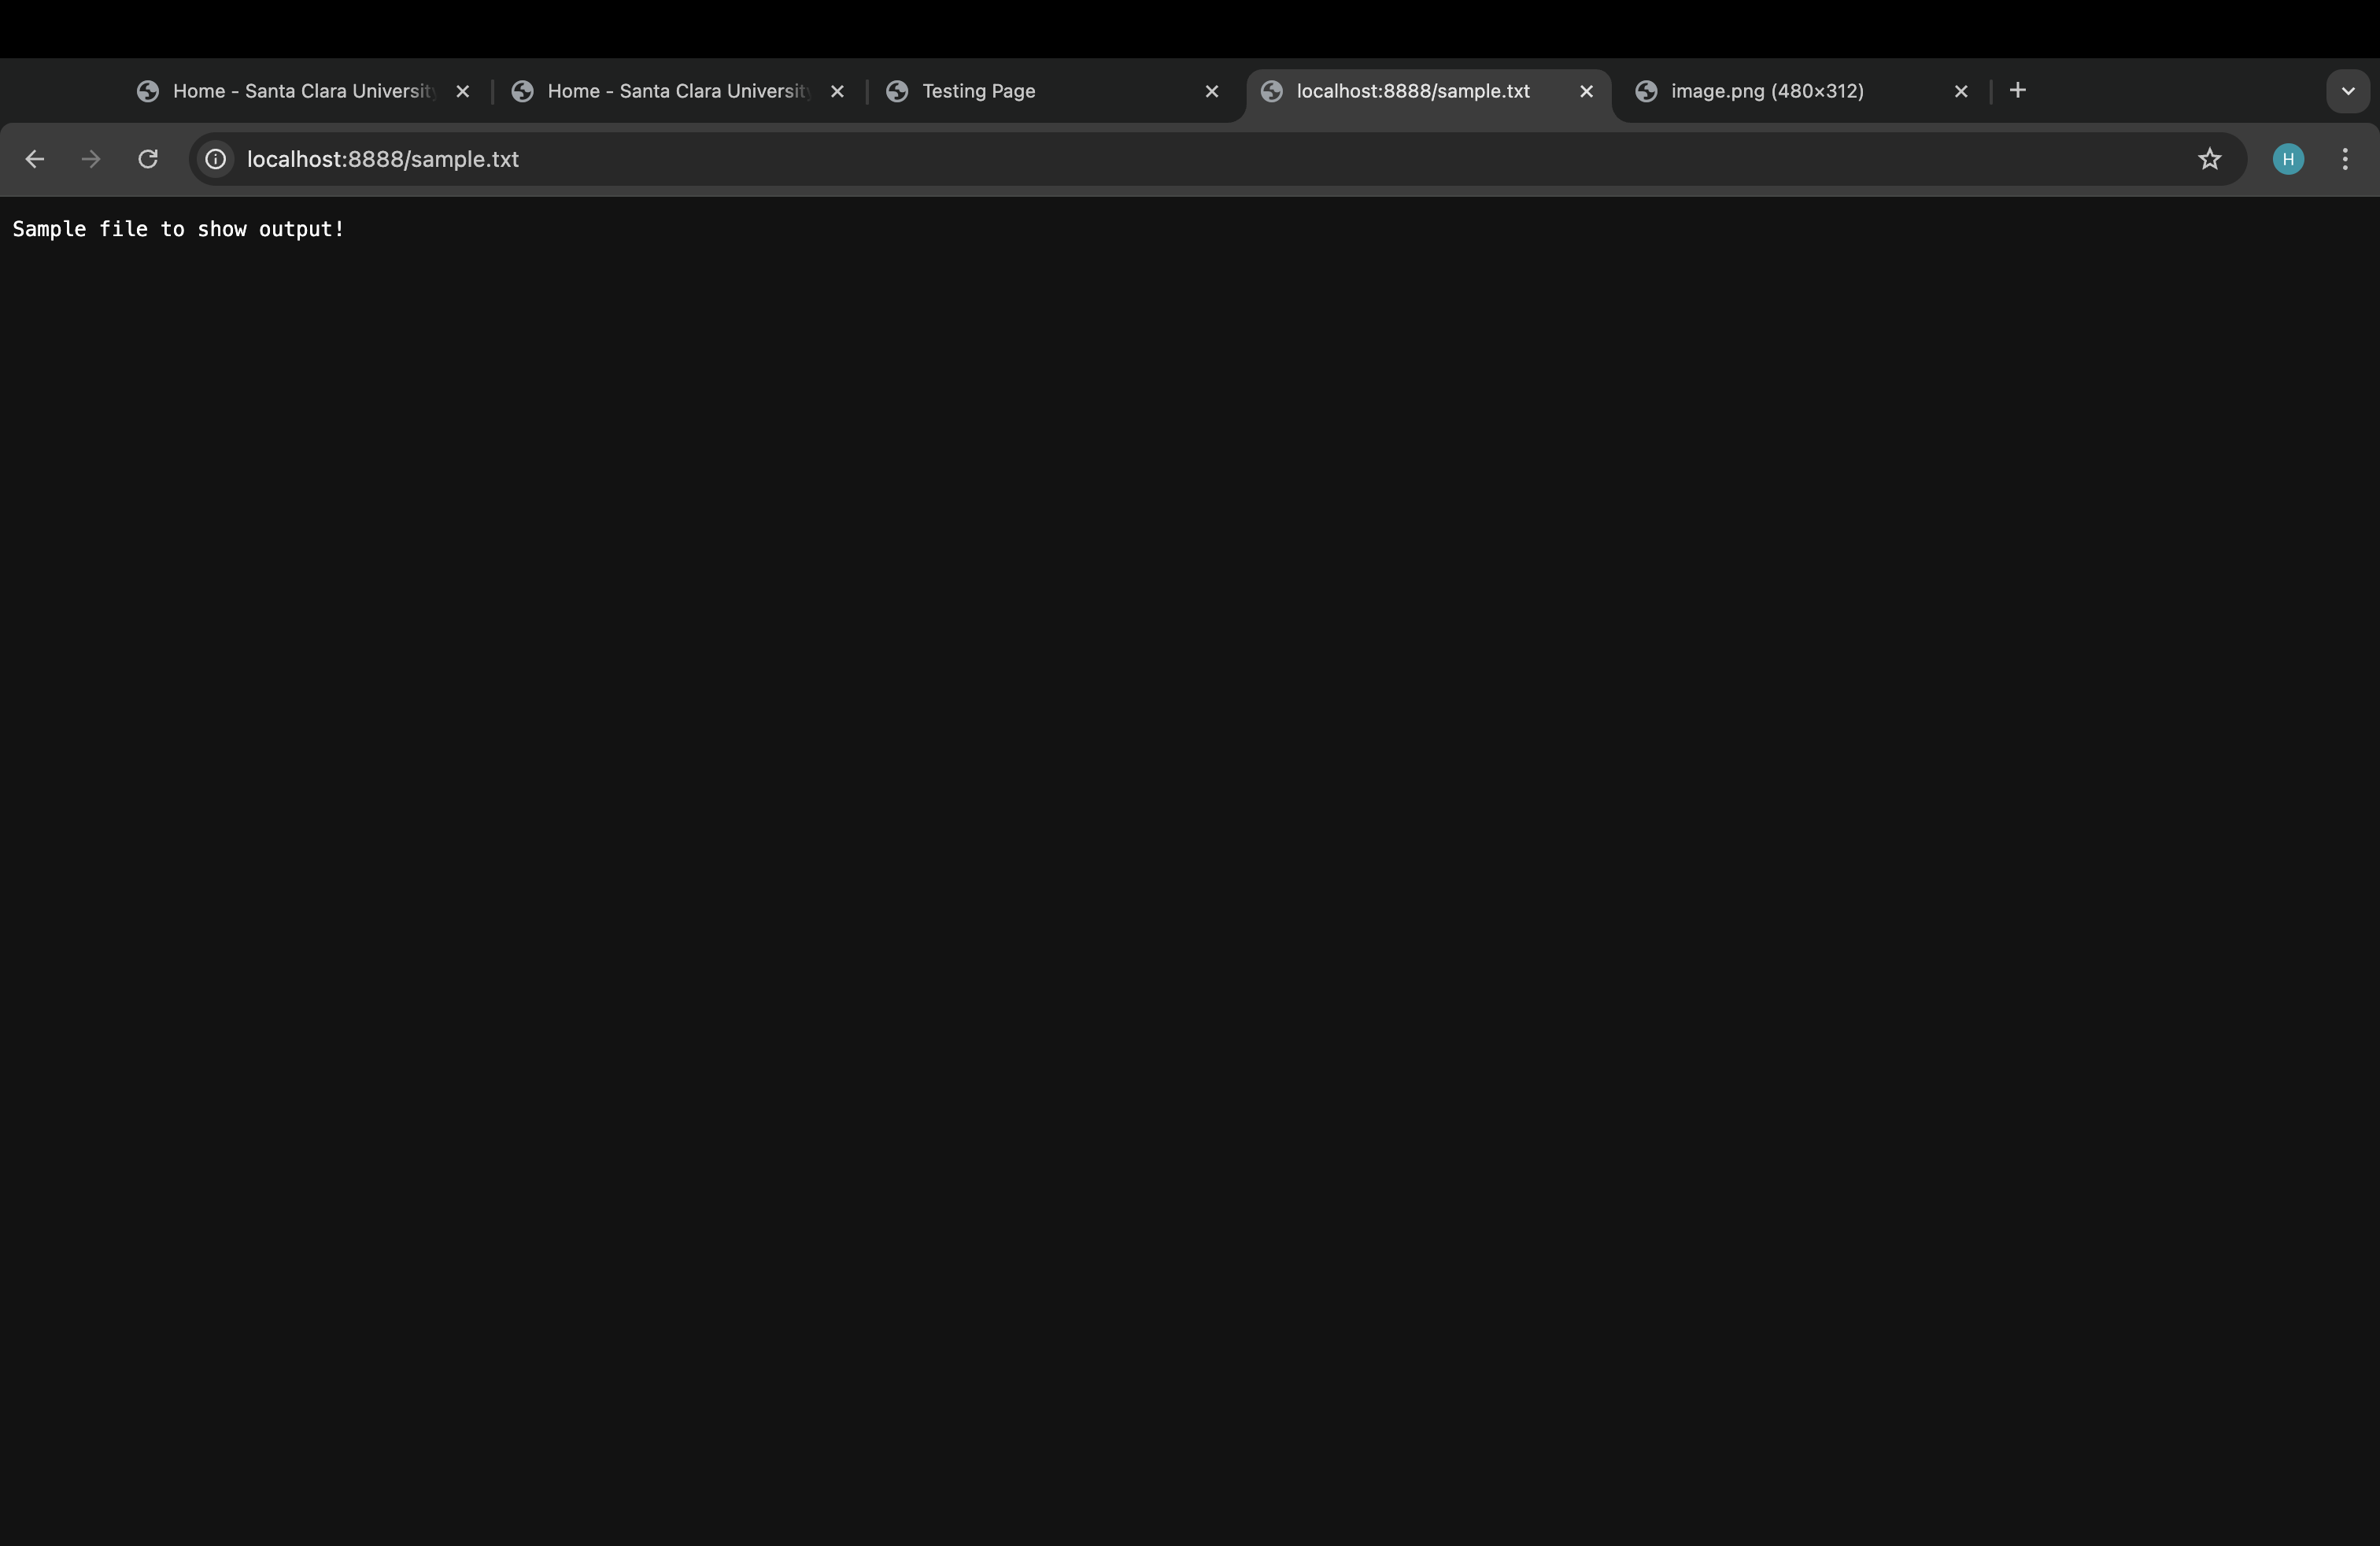 Home - Santa Clara Universit
Home - Santa Clara Universit
Testing Page
localhost:8888/sample.txt
image.png (480×312)
localhost:8888/sample.txt
H
Sample file to show output!